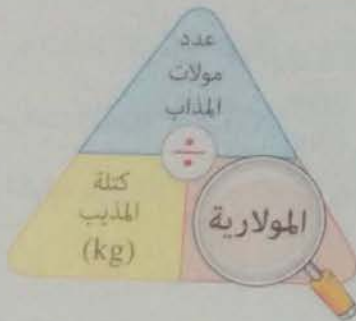 عدد
مولات
المذاب
÷
كتلة
المذيب
(kg)
المولارية